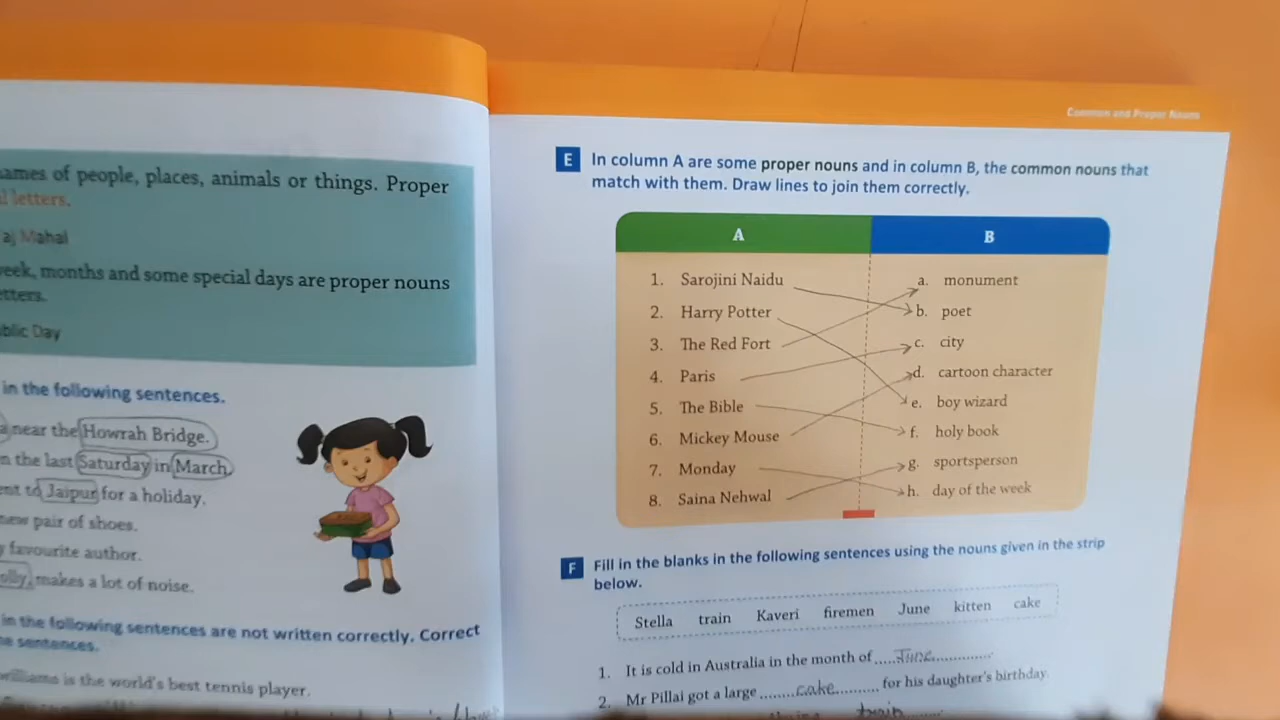 ames of people, places, animals or things. Proper
letters.
aj Mahal
eek, months and some special days are proper nouns
etters.
blic Day
in the following sentences.
near the Howrah Bridge.
n the last Saturday in March
ent to Jaipur for a holiday.
new pair of shoes.
y favourite author.
olly, makes a lot of noise.
in the following sentences are not written correctly. Correct
he sentences.
williams is the world's best tennis player.
Common and Proper Nouns
E In column A are some proper nouns and in column B, the common nouns that
match with them. Draw lines to join them correctly.
A B
1. Sarojini Naidu a. monument
2. Harry Potter b. poet
3. The Red Fort c. city
4. Paris d. cartoon character
5. The Bible e. boy wizard
6. Mickey Mouse f. holy book
7. Monday g. sportsperson
8. Saina Nehwal h. day of the week
F Fill in the blanks in the following sentences using the nouns given in the strip
below.
Stella train Kaveri firemen June kitten cake
1. It is cold in Australia in the month of ....June..............
2. Mr Pillai got a large ........cake........... for his daughter's birthday.
train